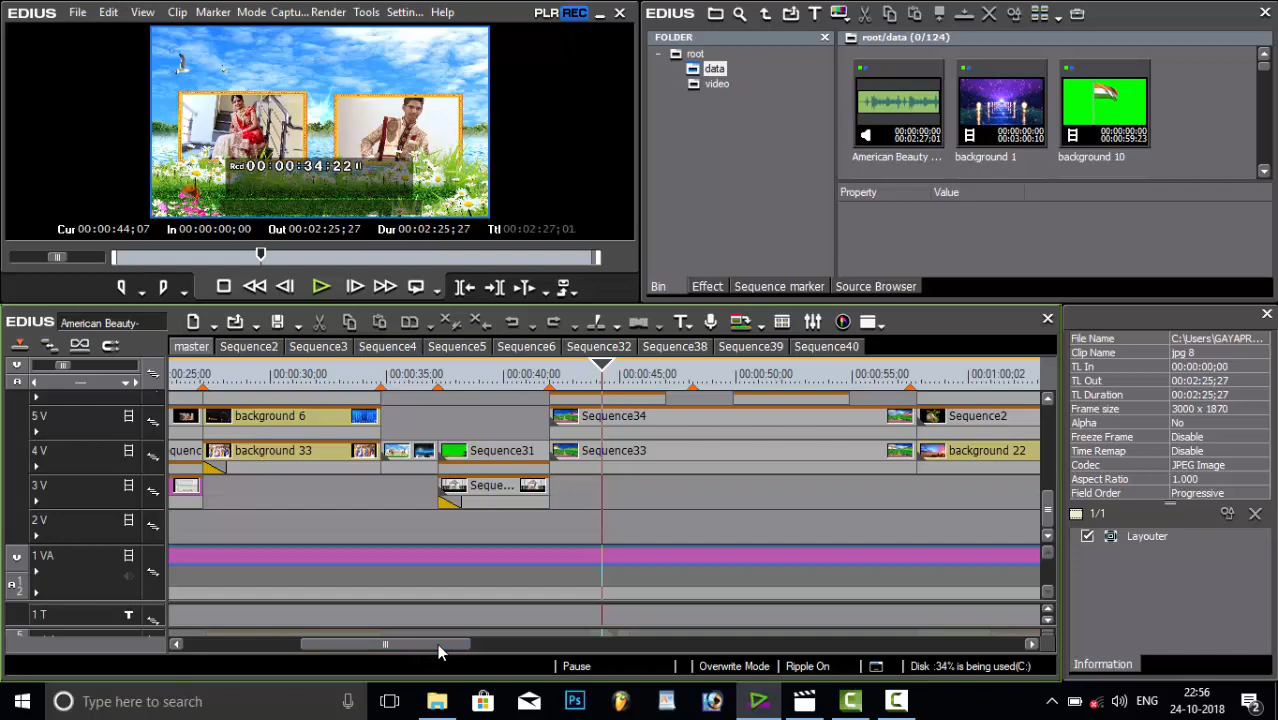 File Edit View Clip Marker Mode Captu... Render Tools Settin... Help
PLR REC
Rcd 00:00:34:22
Cur 00:00:44;07 In 00:00:00;00 Out 00:02:25;27 Dur 00:02:25;27 Ttl 00:02:27;01
EDIUS
FOLDER
root
data
video
root/data (0/124)
00:00:00;00
00:02:27;01
American Beauty ...
00:00:00;00
00:03:00;10
background 1
00:00:00;00
00:00:59;23
background 10
Property Value
Bin Effect Sequence marker Source Browser
EDIUS American Beauty-
master Sequence2 Sequence3 Sequence4 Sequence5 Sequence6 Sequence32 Sequence38 Sequence39 Sequence40
:00:25;00 00:00:30;00 00:00:35;00 00:00:40;00 00:00:45;00 00:00:50;00 00:00:55;00 00:01:00;02
5 V background 6 Sequence34 Sequence2
4 V quenc background 33 Sequence31 Sequence33 background 22
3 V Seque...
2 V
1 VA
A 1
2
1 T T
Pause Overwrite Mode Ripple On Disk :34% is being used(C:)
File Name C:\Users\GAYAPR...
Clip Name jpg 8
TL In 00:00:00;00
TL Out 00:02:25;27
TL Duration 00:02:25;27
Frame size 3000 x 1870
Alpha No
Freeze Frame Disable
Time Remap Disable
Codec JPEG Image
Aspect Ratio 1.000
Field Order Progressive
1/1
Layouter
Information
Type here to search
Ps
ENG
22:56
24-10-2018
2